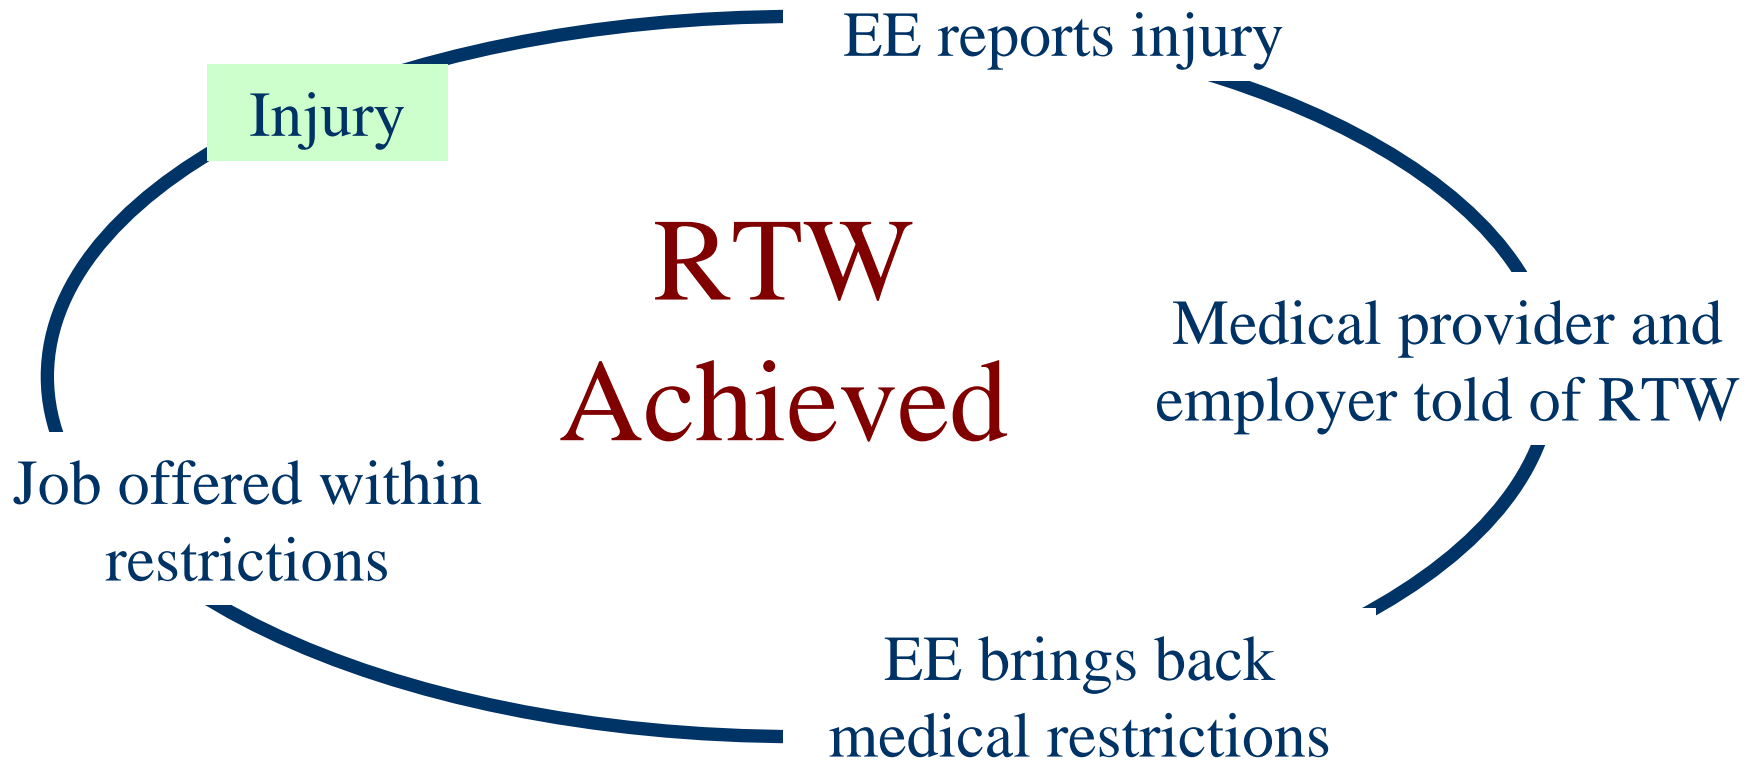 EE reports injury
Injury
RTW
Achieved
Medical provider and
employer told of RTW
Job offered within
restrictions
EE brings back
medical restrictions